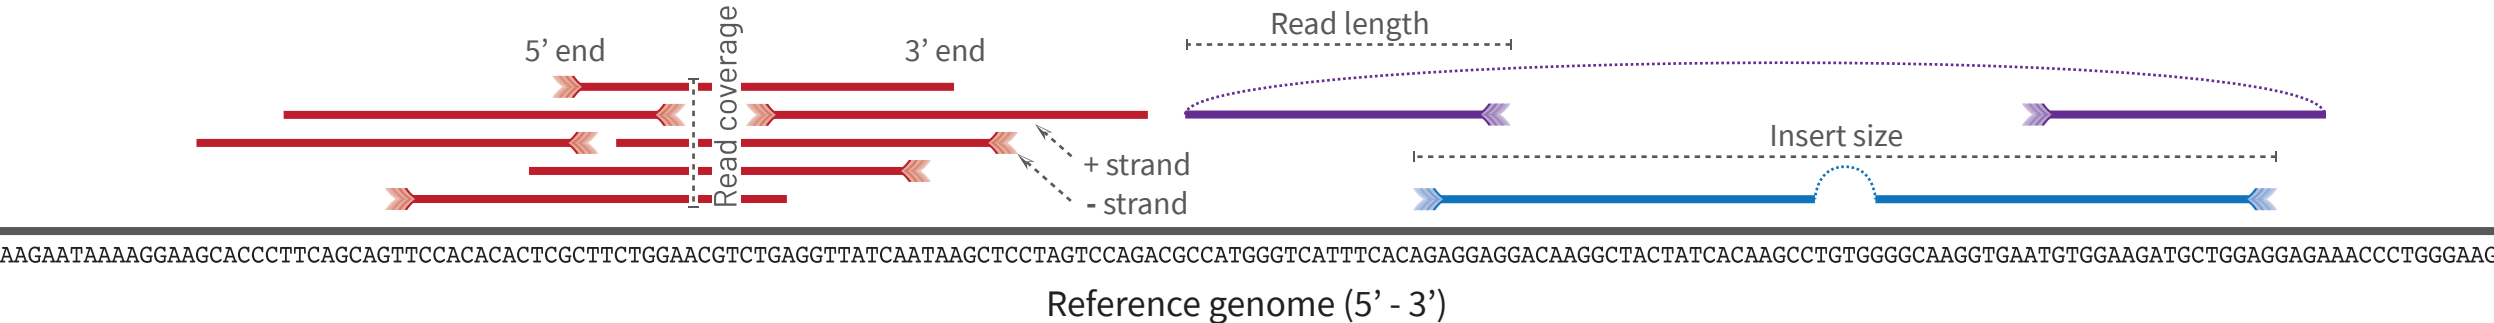 Read length
5’ end
3’ end
Read coverage
Insert size
+ strand
- strand
AAGAATAAAAGGAAGCACCCTTCAGCAGTTCCACACACTCGCTTCTGGAACGTCTGAGGTTATCAATAAGCTCCTAGTCCAGACGCCATGGGTCATTTCACAGAGGAGGACAAGGCTACTATCACAAGCCTGTGGGGCAAGGTGAATGTGGAAGATGCTGGAGGAGAAACCCTGGGAAG
Reference genome (5’ - 3’)